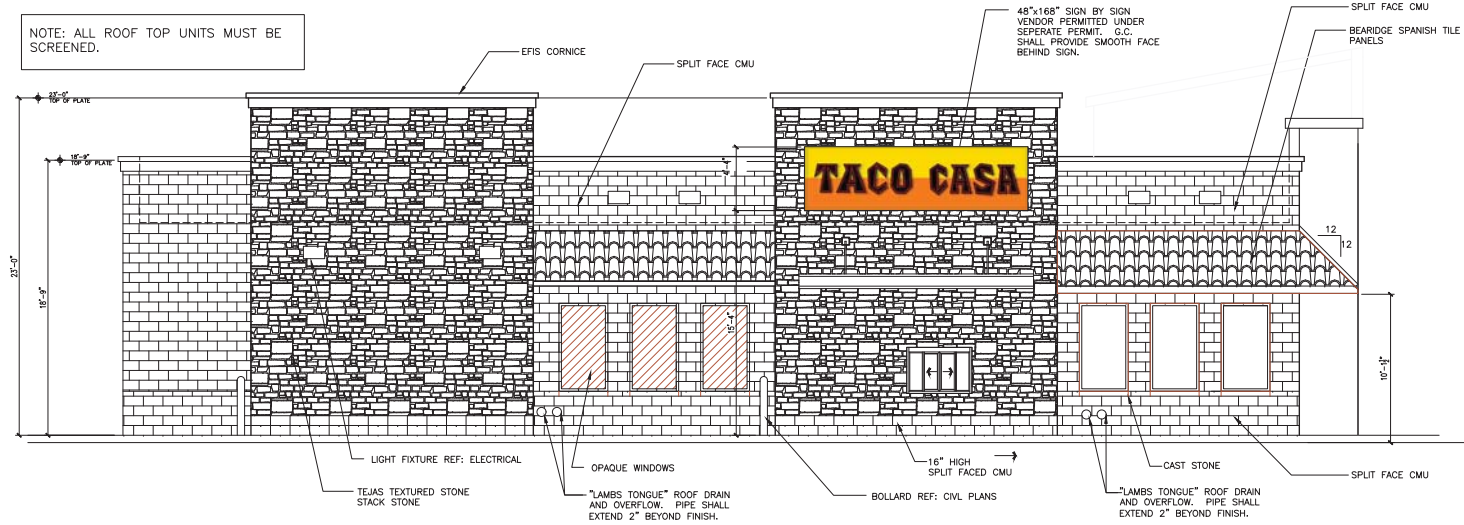 NOTE: ALL ROOF TOP UNITS MUST BE
SCREENED.
EFIS CORNICE
SPLIT FACE CMU
48"x168" SIGN BY SIGN
VENDOR PERMITTED UNDER
SEPERATE PERMIT. G.C.
SHALL PROVIDE SMOOTH FACE
BEHIND SIGN.
SPLIT FACE CMU
BEARIDGE SPANISH TILE
PANELS
23'-0"
TOP OF PLATE
18'-9"
TOP OF PLATE
4'-4"
TACO CASA
12
12
23'-0"
18'-9"
15'-4"
10'-1½"
LIGHT FIXTURE REF: ELECTRICAL
TEJAS TEXTURED STONE
STACK STONE
OPAQUE WINDOWS
"LAMBS TONGUE" ROOF DRAIN
AND OVERFLOW. PIPE SHALL
EXTEND 2" BEYOND FINISH.
16" HIGH
SPLIT FACED CMU
BOLLARD REF: CIVL PLANS
CAST STONE
"LAMBS TONGUE" ROOF DRAIN
AND OVERFLOW. PIPE SHALL
EXTEND 2" BEYOND FINISH.
SPLIT FACE CMU